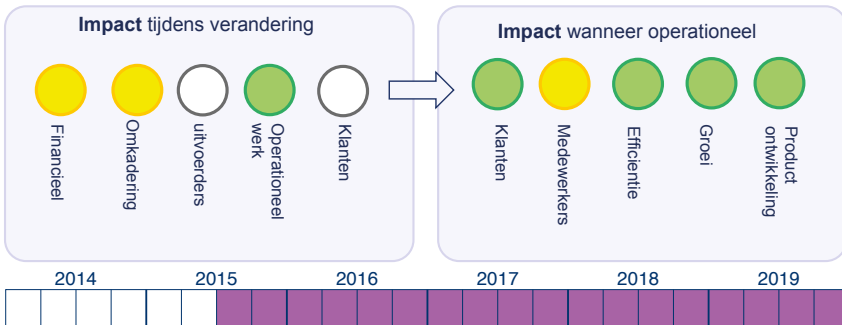 Impact tijdens verandering
Financieel
Omkadering
uitvoerders
Operationeel
werk
Klanten
Impact wanneer operationeel
Klanten
Medewerkers
Efficientie
Groei
Product
ontwikkeling
2014
2015
2016
2017
2018
2019